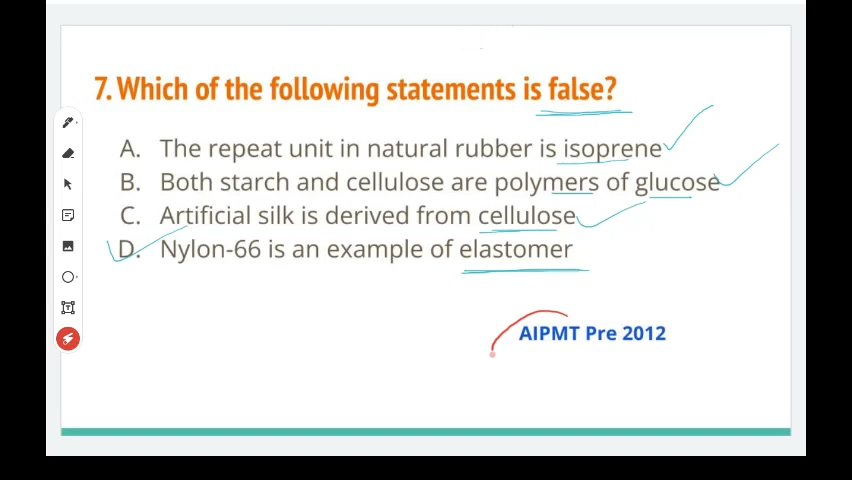 7. Which of the following statements is false?
A. The repeat unit in natural rubber is isoprene
B. Both starch and cellulose are polymers of glucose
C. Artificial silk is derived from cellulose
D. Nylon-66 is an example of elastomer
AIPMT Pre 2012